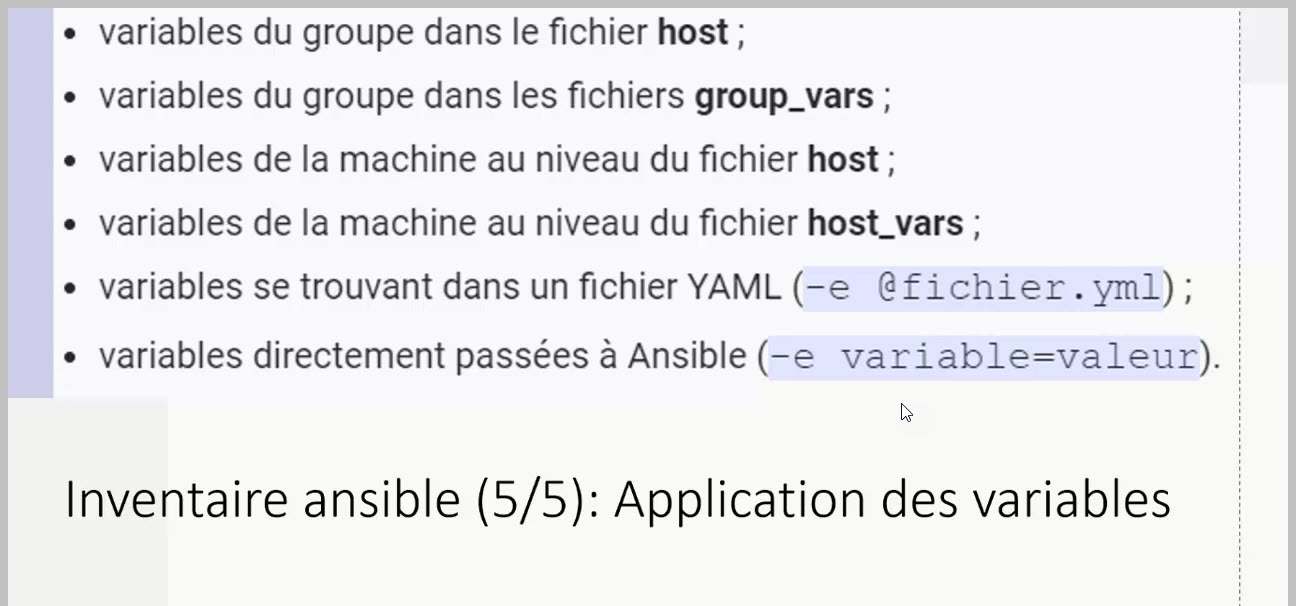 • variables du groupe dans le fichier host ;
• variables du groupe dans les fichiers group_vars ;
• variables de la machine au niveau du fichier host ;
• variables de la machine au niveau du fichier host_vars ;
• variables se trouvant dans un fichier YAML (-e @fichier.yml) ;
• variables directement passées à Ansible (-e variable=valeur).
Inventaire ansible (5/5): Application des variables